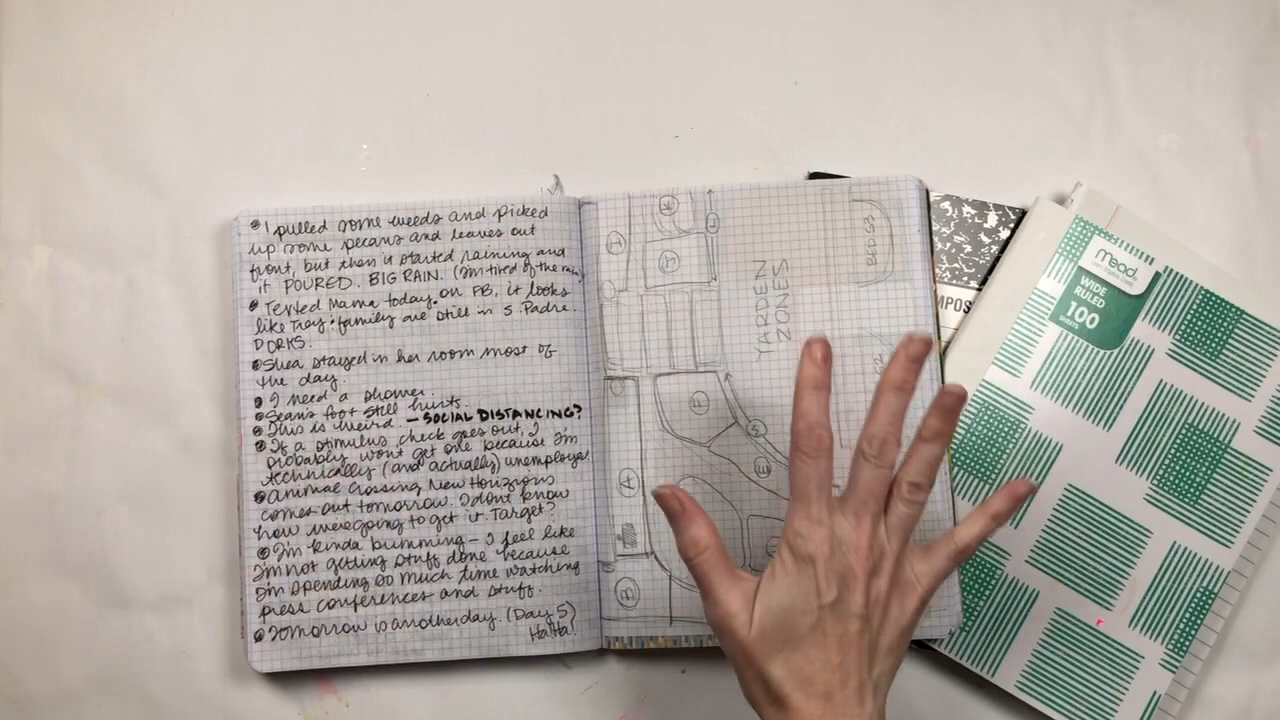 • I pulled some weeds and picked
up some pecans and leaves out
front, but then it started raining and
it POURED. BIG RAIN. (I'm tired of the rain)
• Texted Mama today. on FB, it looks
like Troy + family are still in S. Padre.
DORKS.
• Shea stayed in her room most of
the day.
• I need a shower.
• Sean's foot still hurts.
• This is weird. — SOCIAL DISTANCING?
• If a stimulus check goes out, I
probably won't get one because I'm
technically (and actually) unemployed
• Animal Crossing New Horizions
comes out tomorrow. I dont know
how we're going to get it. Target?
• I'm kinda bumming - I feel like
I'm not getting stuff done because
I'm spending so much time watching
press conferences and stuff.
• Tomorrow is another day. (Day 5)
Ha Ha!
YARDEN
ZONES
BED S3
I
K
J
D
E
A
B
MPOS
Mead
WIDE
RULED
100
SHEETS